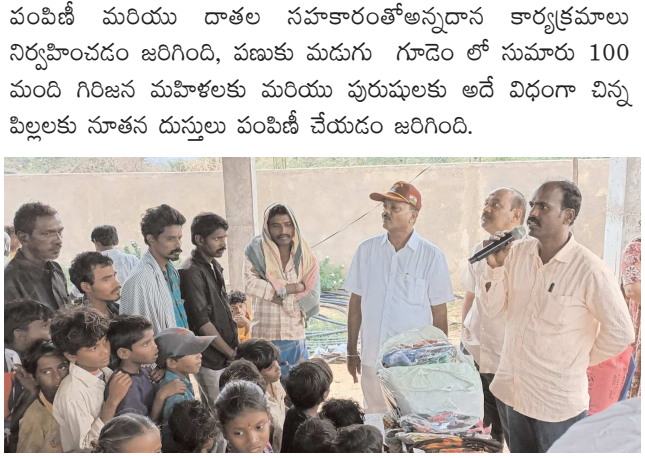 పంపిణీ మరియు దాతల సహకారంతోఅన్నదాన కార్యక్రమాలు
నిర్వహించడం జరిగింది, పణుకు మడుగు గూడెం లో సుమారు 100
మంది గిరిజన మహిళలకు మరియు పురుషులకు అదే విధంగా చిన్న
పిల్లలకు నూతన దుస్తులు పంపిణీ చేయడం జరిగింది.